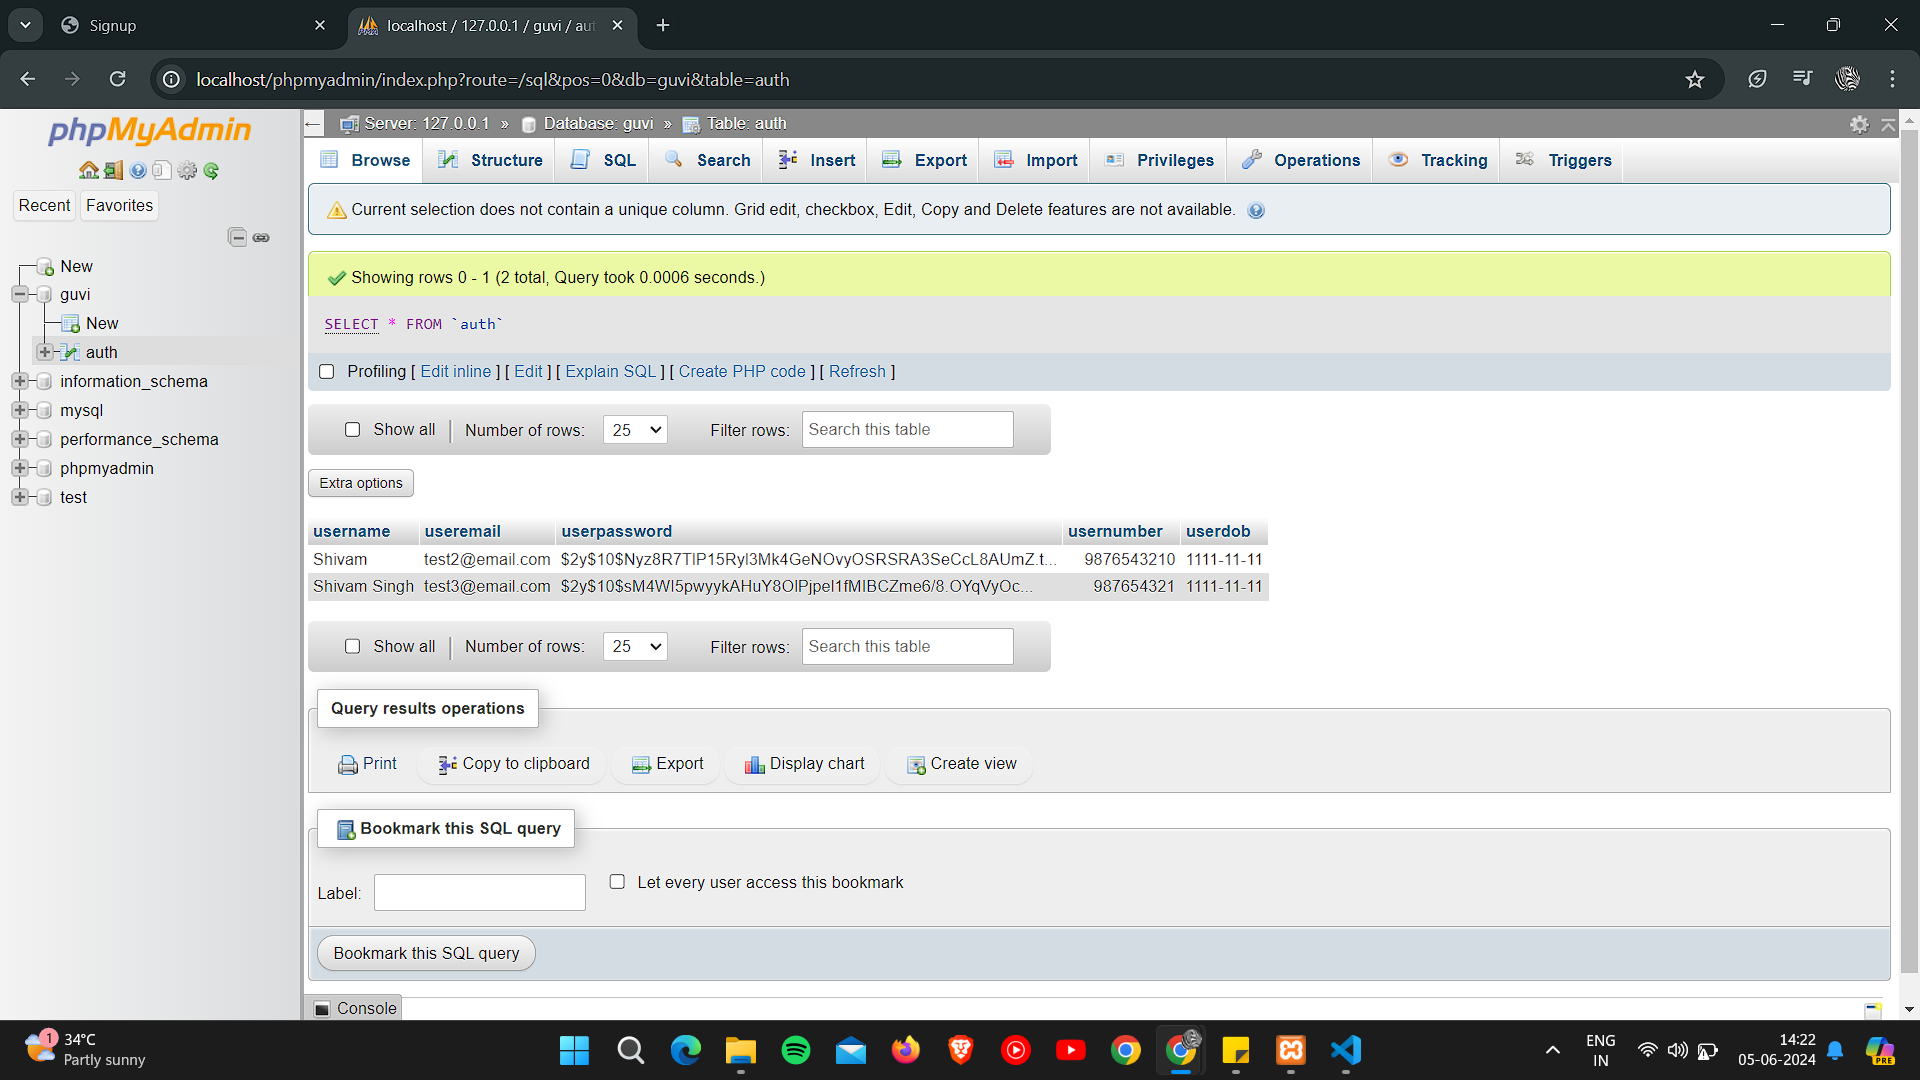 Signup
localhost / 127.0.0.1 / guvi / aut
localhost/phpmyadmin/index.php?route=/sql&pos=0&db=guvi&table=auth
phpMyAdmin
Recent Favorites
New
guvi
New
auth
information_schema
mysql
performance_schema
phpmyadmin
test
Server: 127.0.0.1 » Database: guvi » Table: auth
Browse Structure SQL Search Insert Export Import Privileges Operations Tracking Triggers
Current selection does not contain a unique column. Grid edit, checkbox, Edit, Copy and Delete features are not available.
Showing rows 0 - 1 (2 total, Query took 0.0006 seconds.)
SELECT * FROM `auth`
Profiling [ Edit inline ] [ Edit ] [ Explain SQL ] [ Create PHP code ] [ Refresh ]
Show all Number of rows: 25 Filter rows: Search this table
Extra options
username useremail userpassword usernumber userdob
Shivam test2@email.com 9876543210 1111-11-11
Shivam Singh test3@email.com 987654321 1111-11-11
Show all Number of rows: 25 Filter rows: Search this table
Query results operations
Print Copy to clipboard Export Display chart Create view
Bookmark this SQL query
Label: Let every user access this bookmark
Bookmark this SQL query
Console
1 34°C
Partly sunny
ENG
IN
14:22
05-06-2024
PRE